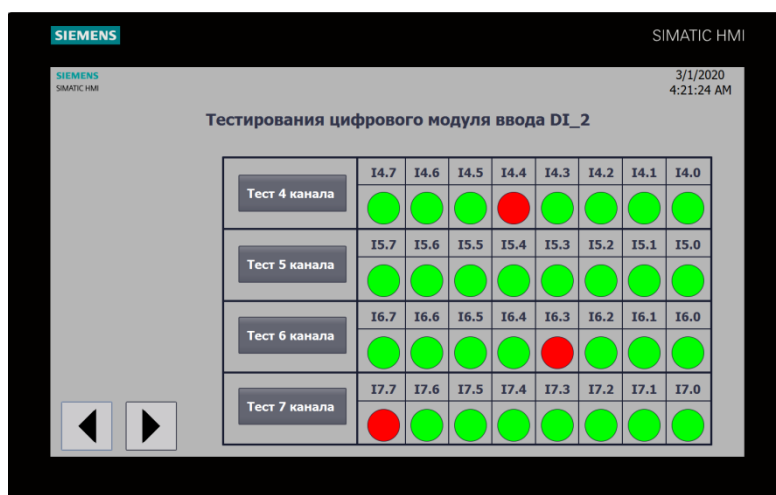 SIEMENS
SIMATIC HMI
SIEMENS
SIMATIC HMI
3/1/2020
4:21:24 AM
Тестирования цифрового модуля ввода DI_2
I4.7 I4.6 I4.5 I4.4 I4.3 I4.2 I4.1 I4.0
Тест 4 канала
I5.7 I5.6 I5.5 I5.4 I5.3 I5.2 I5.1 I5.0
Тест 5 канала
I6.7 I6.6 I6.5 I6.4 I6.3 I6.2 I6.1 I6.0
Тест 6 канала
I7.7 I7.6 I7.5 I7.4 I7.3 I7.2 I7.1 I7.0
Тест 7 канала